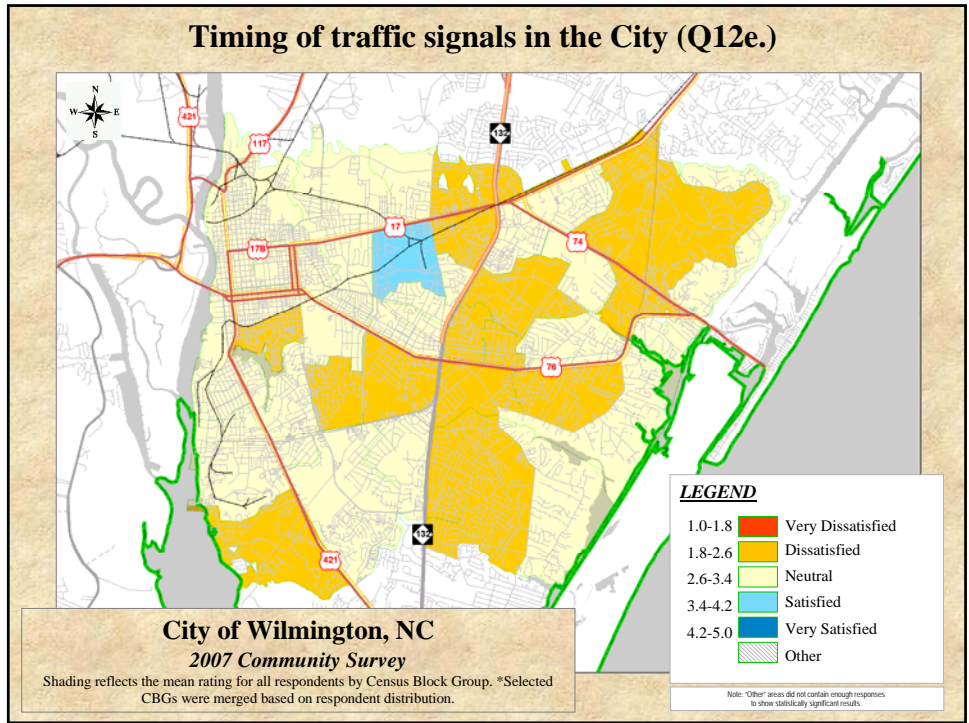 Timing of traffic signals in the City (Q12e.)
N
W E
S
421
117
132
17
17B
74
76
132
421
LEGEND
1.0-1.8 Very Dissatisfied
1.8-2.6 Dissatisfied
2.6-3.4 Neutral
3.4-4.2 Satisfied
4.2-5.0 Very Satisfied
Other
City of Wilmington, NC
2007 Community Survey
Shading reflects the mean rating for all respondents by Census Block Group. *Selected
CBGs were merged based on respondent distribution.
Note: "Other" areas did not contain enough responses
to show statistically significant results.